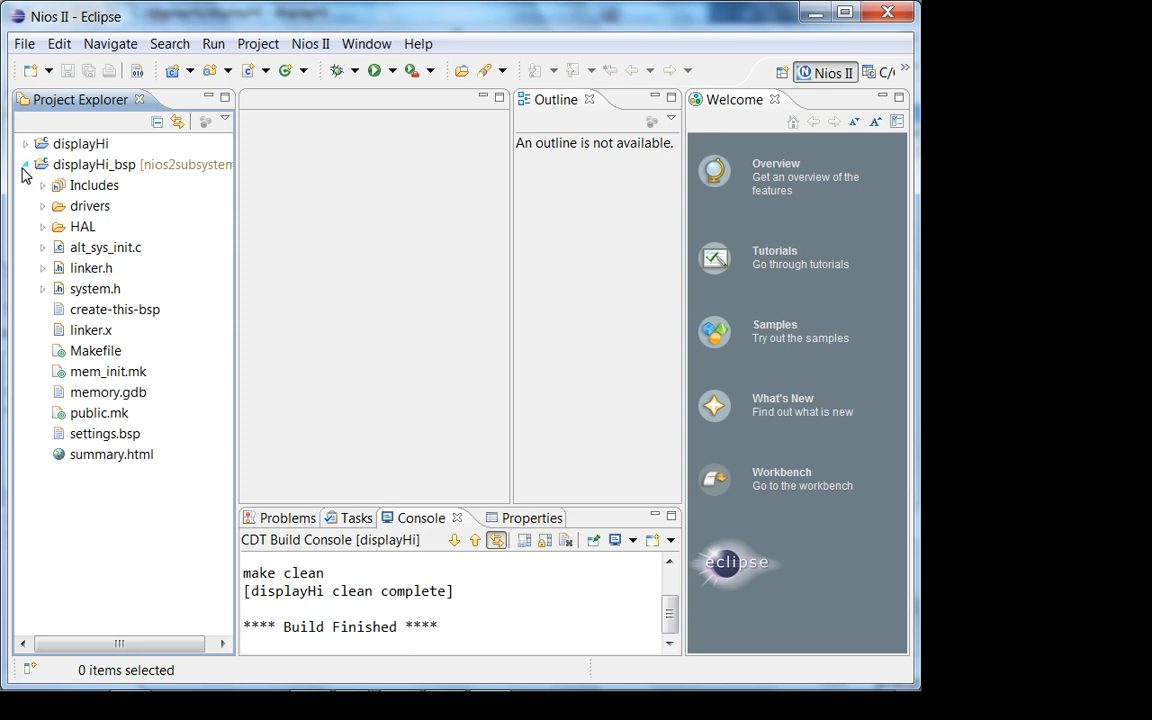 Nios II - Eclipse
File Edit Navigate Search Run Project Nios II Window Help
Nios II C/
Project Explorer
displayHi
displayHi_bsp [nios2subsystem
Includes
drivers
HAL
alt_sys_init.c
linker.h
system.h
create-this-bsp
linker.x
Makefile
mem_init.mk
memory.gdb
public.mk
settings.bsp
summary.html
Outline
An outline is not available.
Welcome
Overview
Get an overview of the
features
Tutorials
Go through tutorials
Samples
Try out the samples
What's New
Find out what is new
Workbench
Go to the workbench
eclipse
Problems Tasks Console Properties
CDT Build Console [displayHi]
make clean
[displayHi clean complete]
**** Build Finished ****
0 items selected